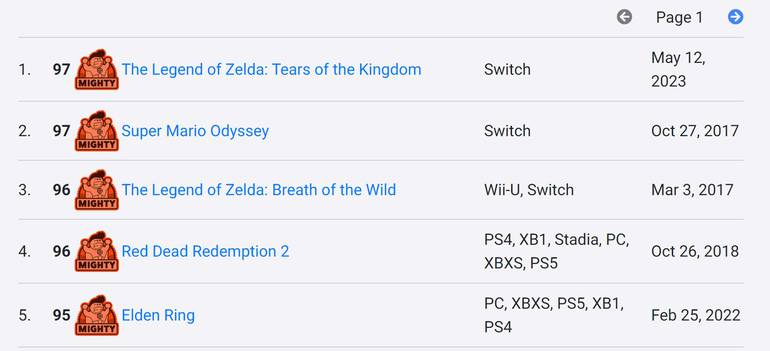 Page 1
1. 97 MIGHTY The Legend of Zelda: Tears of the Kingdom Switch May 12,
2023
2. 97 MIGHTY Super Mario Odyssey Switch Oct 27, 2017
3. 96 MIGHTY The Legend of Zelda: Breath of the Wild Wii-U, Switch Mar 3, 2017
4. 96 MIGHTY Red Dead Redemption 2 PS4, XB1, Stadia, PC, Oct 26, 2018
XBXS, PS5
5. 95 MIGHTY Elden Ring PC, XBXS, PS5, XB1, Feb 25, 2022
PS4